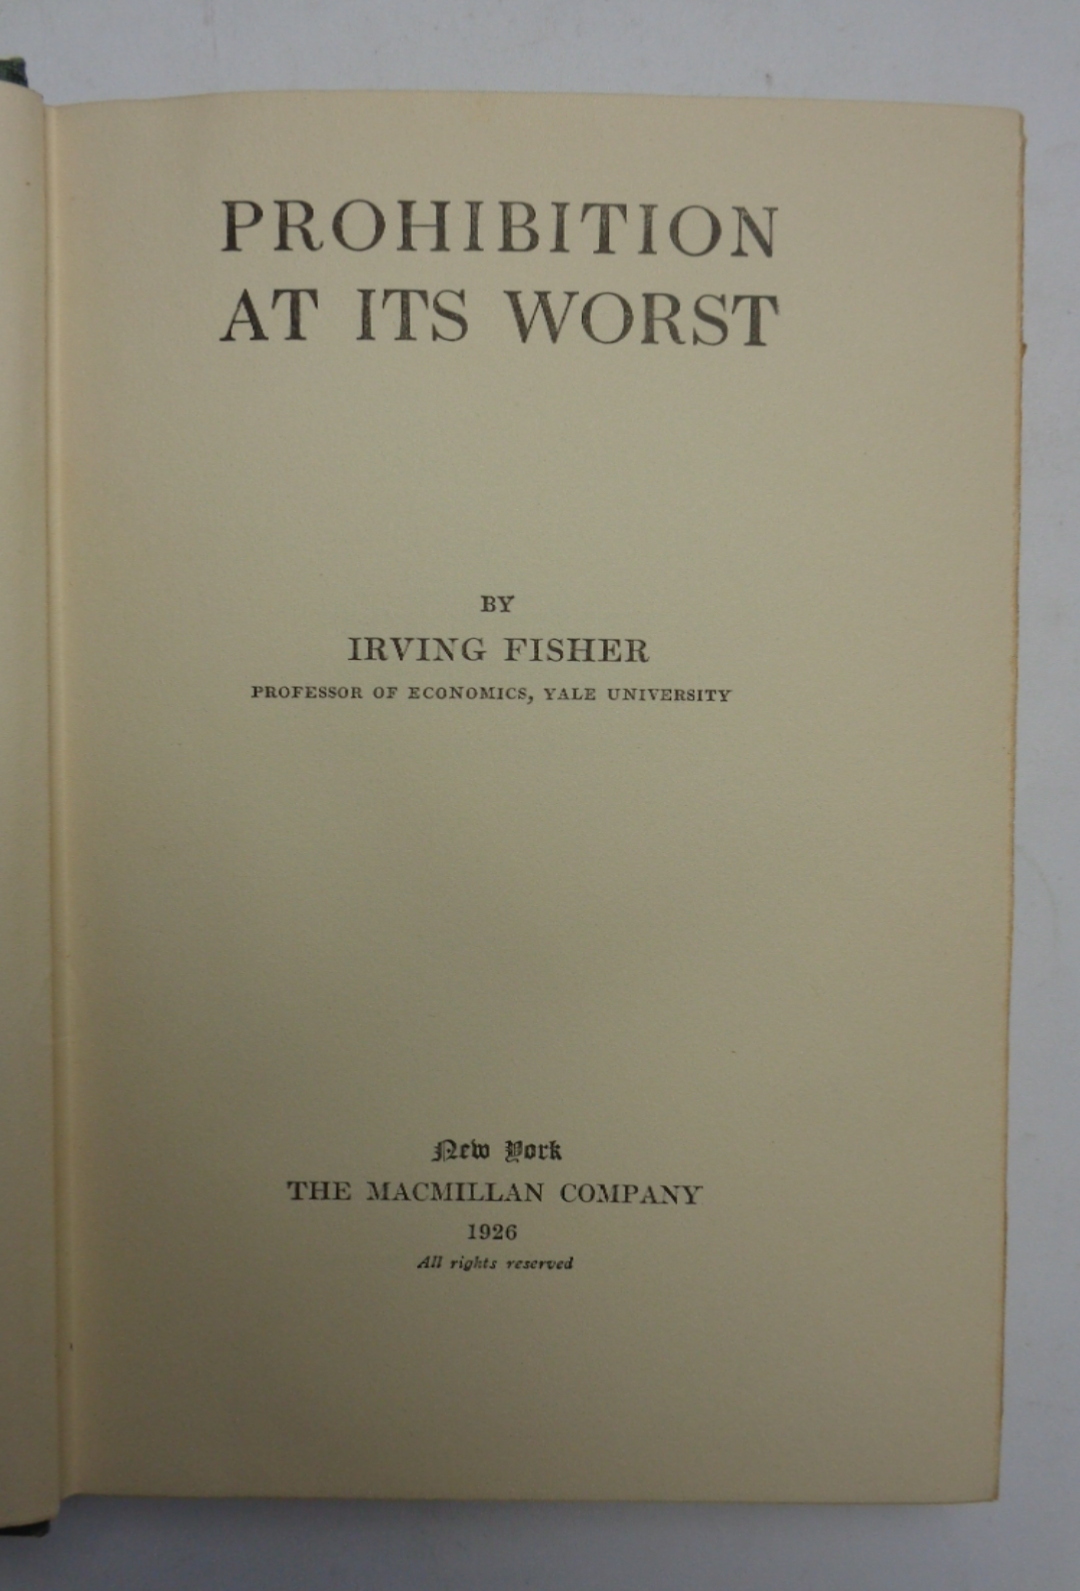 PROHIBITION
AT ITS WORST
BY
IRVING FISHER
PROFESSOR OF ECONOMICS, YALE UNIVERSITY
New York
THE MACMILLAN COMPANY
1926
All rights reserved